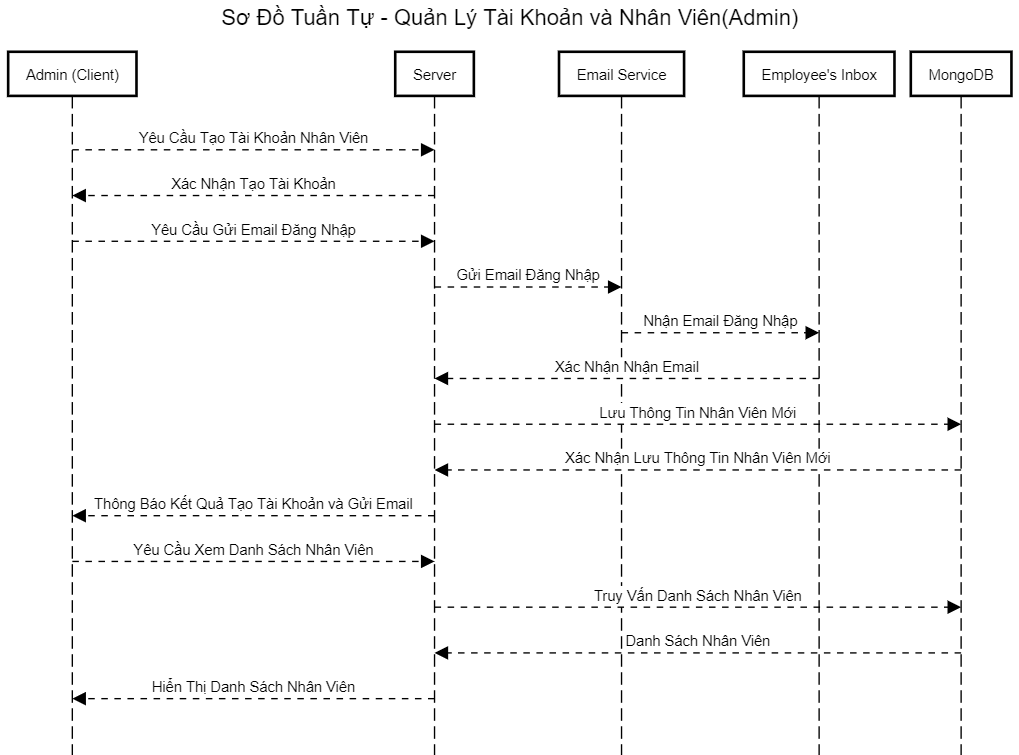 Sơ Đồ Tuần Tự - Quản Lý Tài Khoản và Nhân Viên(Admin)
Admin (Client)
Server
Email Service
Employee's Inbox
MongoDB
Yêu Cầu Tạo Tài Khoản Nhân Viên
Xác Nhận Tạo Tài Khoản
Yêu Cầu Gửi Email Đăng Nhập
Gửi Email Đăng Nhập
Nhận Email Đăng Nhập
Xác Nhận Nhận Email
Lưu Thông Tin Nhân Viên Mới
Xác Nhận Lưu Thông Tin Nhân Viên Mới
Thông Báo Kết Quả Tạo Tài Khoản và Gửi Email
Yêu Cầu Xem Danh Sách Nhân Viên
Truy Vấn Danh Sách Nhân Viên
Danh Sách Nhân Viên
Hiển Thị Danh Sách Nhân Viên